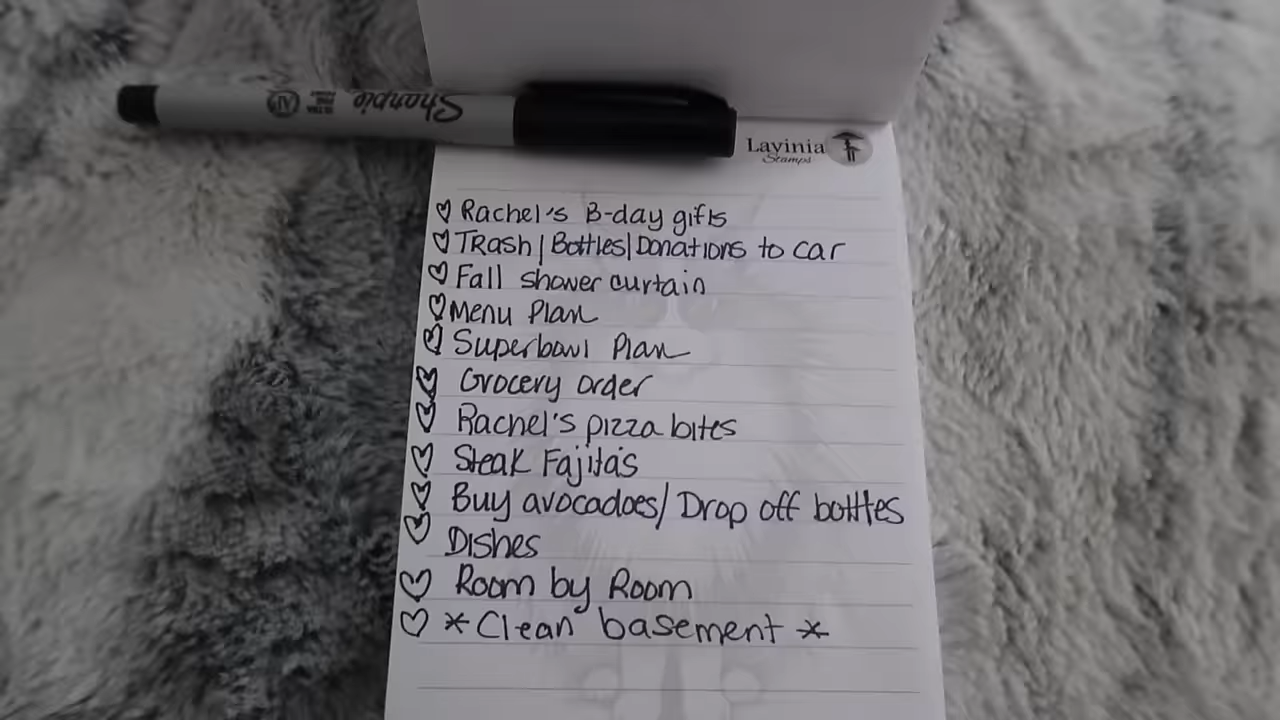 Sharpie
Lavinia
Stamps
Rachel's B-day gifts
Trash | Bottles | Donations to car
Fall shower curtain
Menu Plan
Superbowl Plan
Grocery order
Rachel's pizza bites
Steak Fajitas
Buy avocadoes/ Drop off bottles
Dishes
Room by Room
* Clean basement *